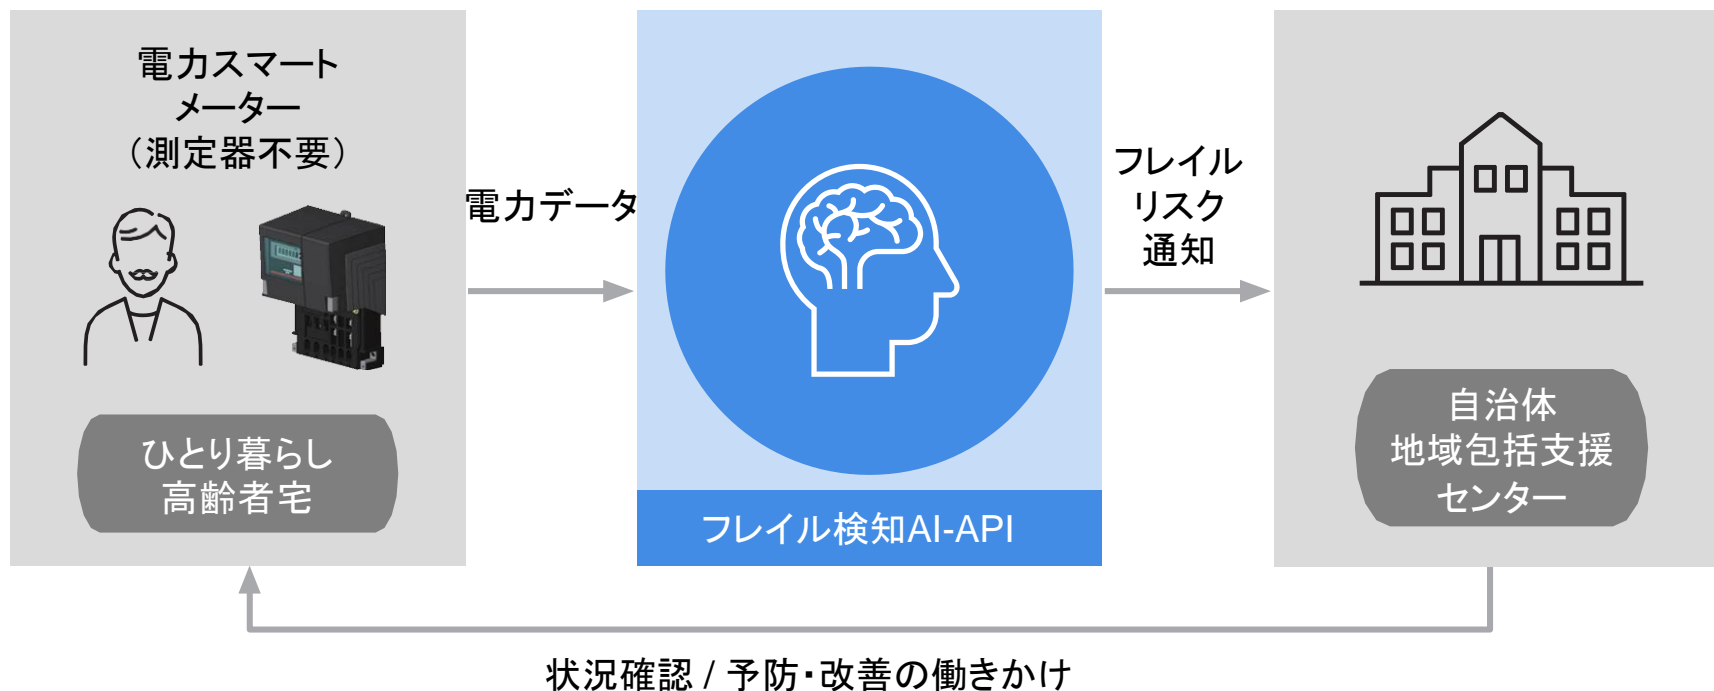 電力スマート
メーター
（測定器不要）
ひとり暮らし
高齢者宅
電力データ
フレイル検知AI-API
フレイル
リスク
通知
自治体
地域包括支援
センター
状況確認 / 予防・改善の働きかけ